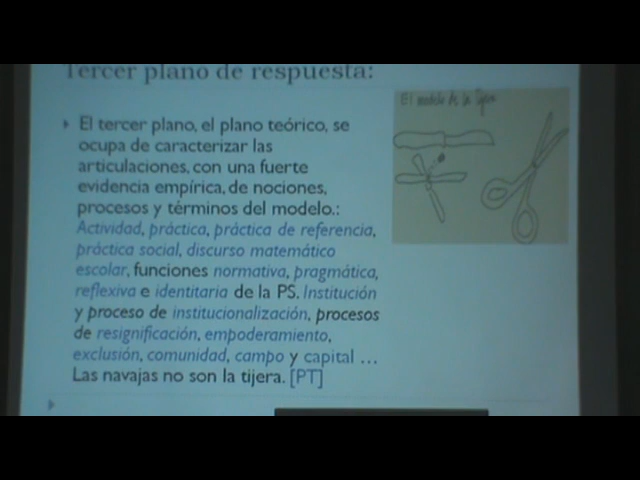 Tercer plano de respuesta:
El tercer plano, el plano teórico, se
ocupa de caracterizar las
articulaciones, con una fuerte
evidencia empírica, de nociones,
procesos y términos del modelo.:
Actividad, práctica, práctica de referencia,
práctica social, discurso matemático
escolar, funciones normativa, pragmática,
reflexiva e identitaria de la PS. Institución
y proceso de institucionalización, procesos
de resignificación, empoderamiento,
exclusión, comunidad, campo y capital ...
Las navajas no son la tijera. [PT]
El modelo de la Tijera